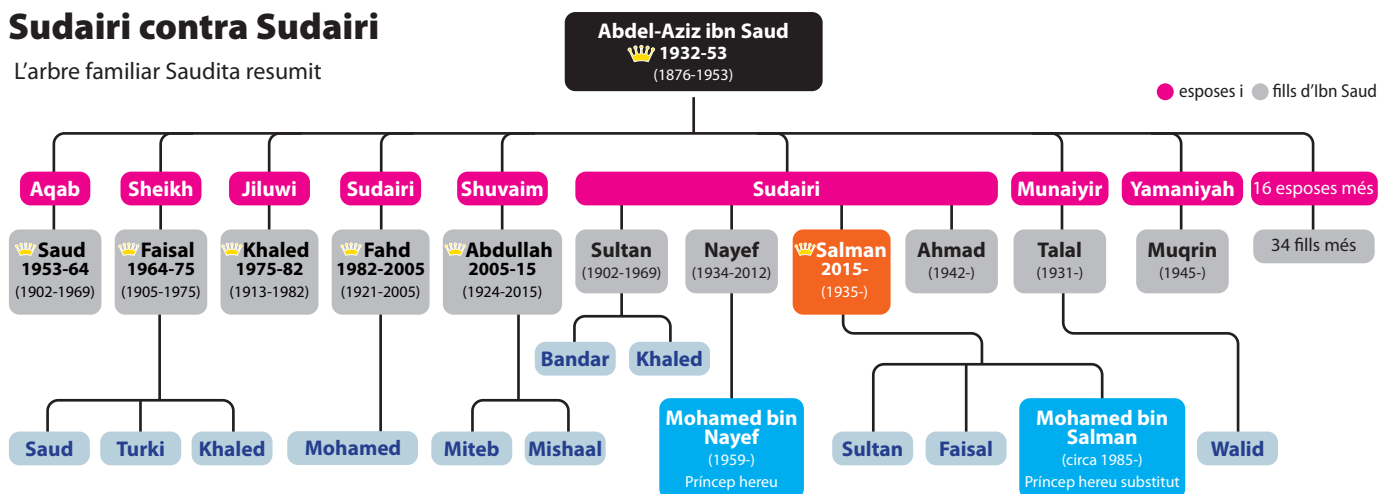 Sudairi contra Sudairi
L'arbre familiar Saudita resumit
Abdel-Aziz ibn Saud
1932-53
(1876-1953)
esposes i fills d'Ibn Saud
Aqab
Sheikh
Jiluwi
Sudairi
Shuvaim
Sudairi
Munaiyir
Yamaniyah
16 esposes més
Saud
1953-64
(1902-1969)
Faisal
1964-75
(1905-1975)
Khaled
1975-82
(1913-1982)
Fahd
1982-2005
(1921-2005)
Abdullah
2005-15
(1924-2015)
Sultan
(1902-1969)
Nayef
(1934-2012)
Salman
2015-
(1935-)
Ahmad
(1942-)
Talal
(1931-)
Muqrin
(1945-)
34 fills més
Bandar
Khaled
Saud
Turki
Khaled
Mohamed
Miteb
Mishaal
Mohamed bin
Nayef
(1959-)
Príncep hereu
Sultan
Faisal
Mohamed bin
Salman
(circa 1985-)
Príncep hereu substitut
Walid